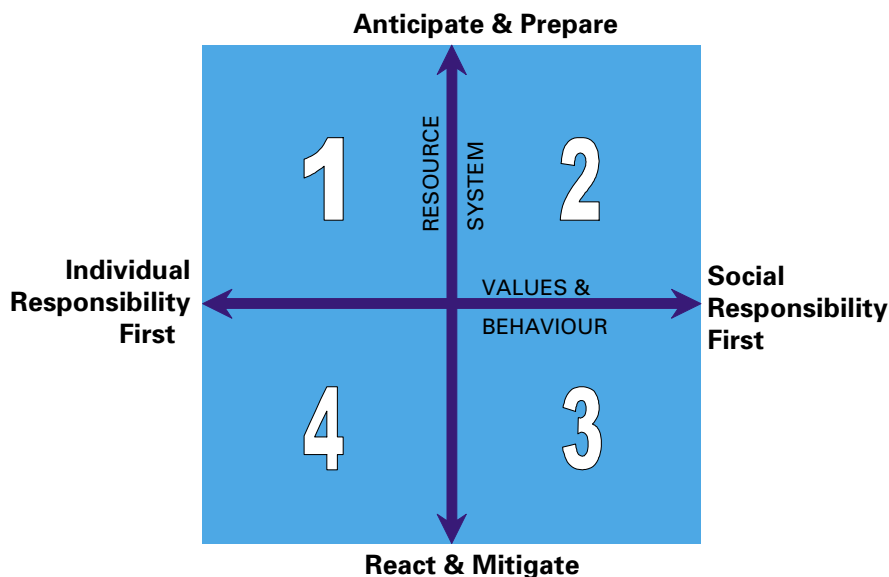 Anticipate & Prepare
RESOURCE
SYSTEM
1
2
Individual
Responsibility
First
VALUES &
BEHAVIOUR
Social
Responsibility
First
4
3
React & Mitigate